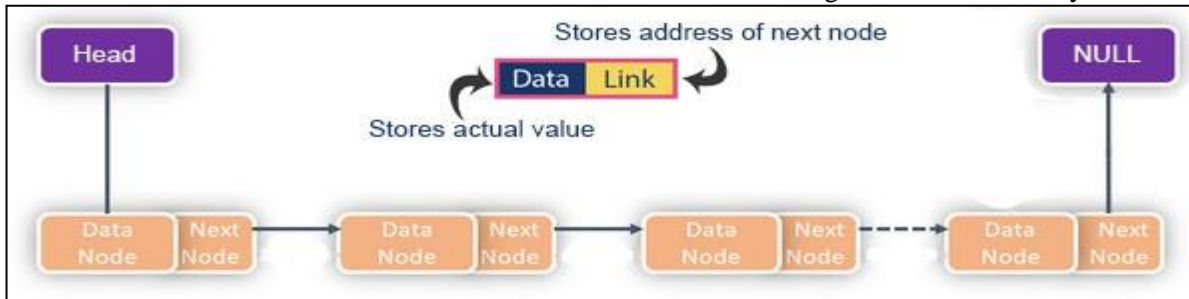 Head
Stores address of next node
NULL
Data Link
Stores actual value
Data Next Data Next Data Next Data Next
Node Node Node Node Node Node Node Node